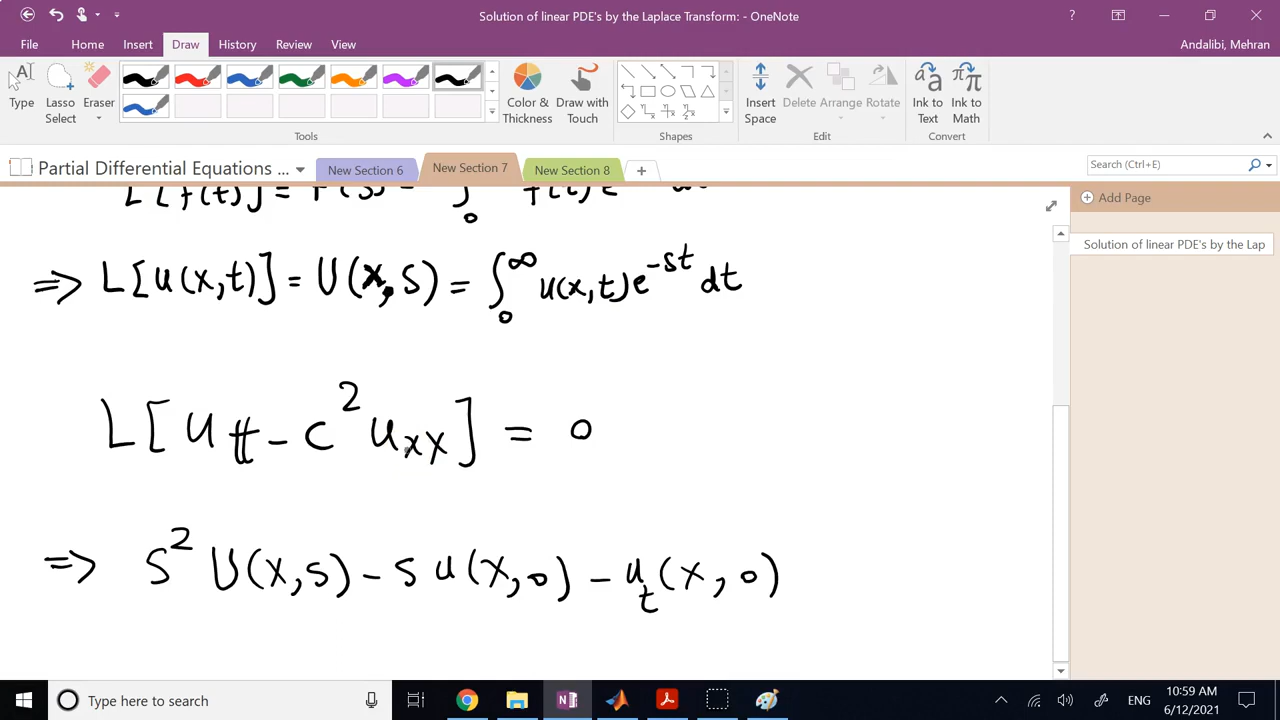 Solution of linear PDE's by the Laplace Transform: - OneNote
Andalibi, Mehran
File Home Insert Draw History Review View
Type Lasso Select Eraser Color & Thickness Draw with Touch Insert Space Delete Arrange Rotate Ink to Text Ink to Math
Tools Shapes Edit Convert
Partial Differential Equations ... New Section 6 New Section 7 New Section 8 Search (Ctrl+E)
Add Page
Solution of linear PDE's by the Lap
L[f(t)] = F(s) = ∫₀ f(t) e
⇒ L[u(x,t)] = U(x,s) = ∫₀^∞ u(x,t) e^{-st} dt
L[u_tt - c² u_xx] = 0
⇒ s² U(x,s) - s u(x,0) - u_t(x,0)
Type here to search
ENG
10:59 AM
6/12/2021